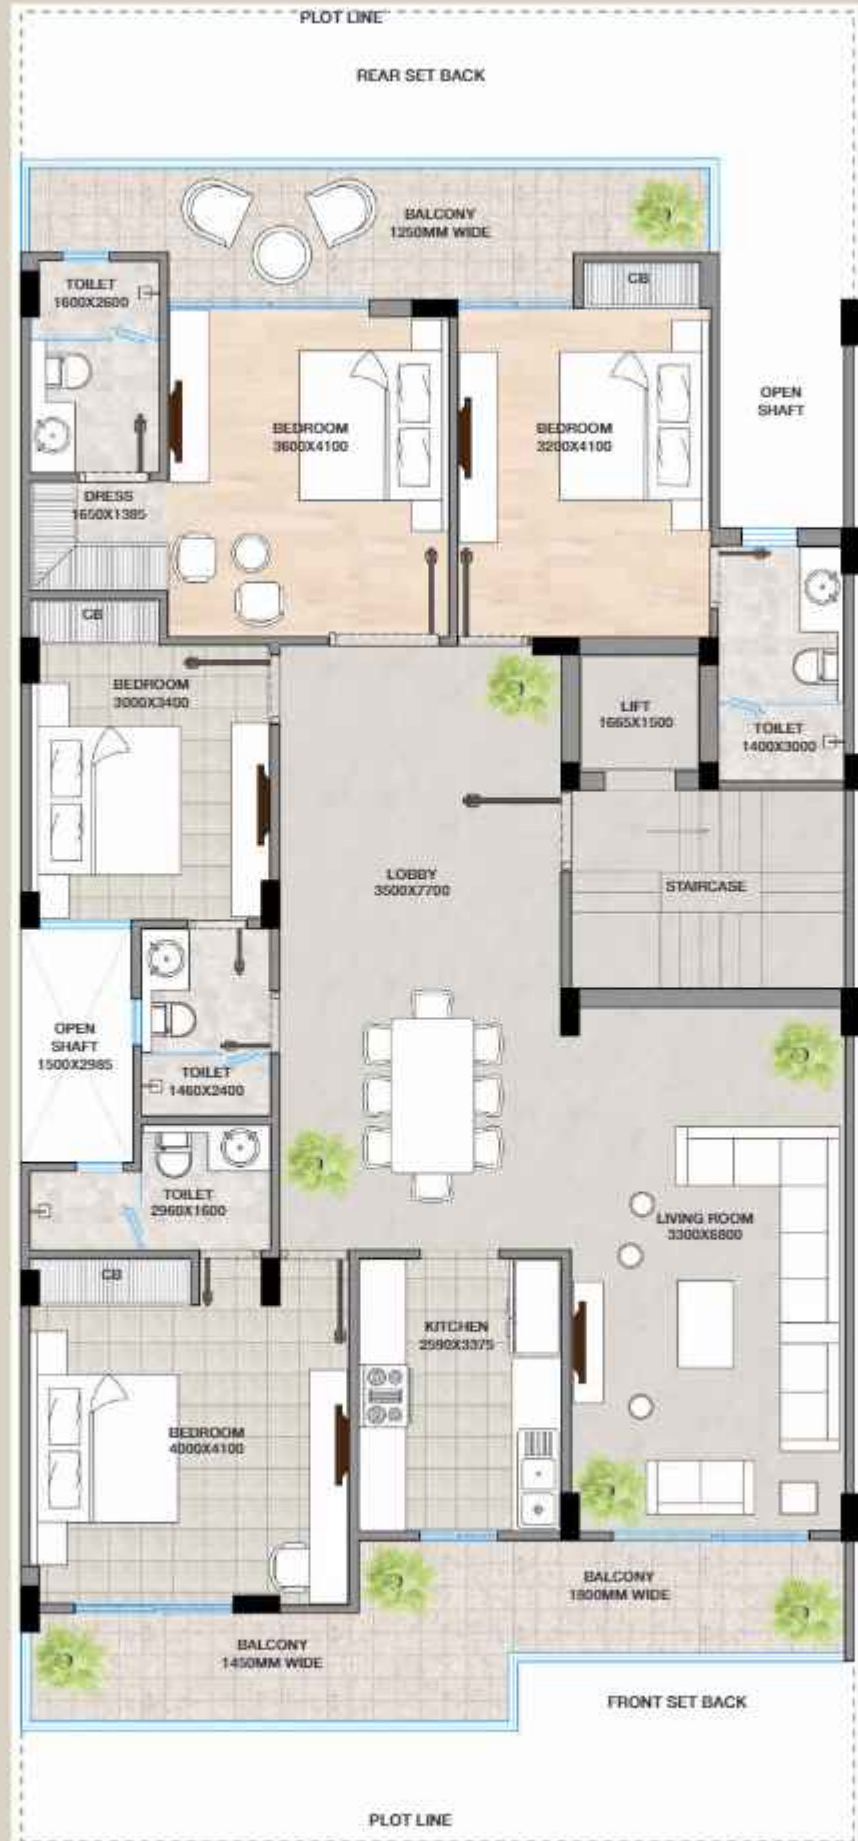 PLOT LINE
REAR SET BACK
BALCONY
1250MM WIDE
TOILET
1600X2600
CB
OPEN
SHAFT
BEDROOM
3600X4100
BEDROOM
3200X4100
DRESS
1650X1385
CB
BEDROOM
3000X3400
LIFT
1665X1500
TOILET
1400X3000
LOBBY
3500X7700
STAIRCASE
OPEN
SHAFT
1500X2985
TOILET
1460X2400
TOILET
2960X1600
LIVING ROOM
3300X6800
CB
KITCHEN
2590X3375
BEDROOM
4000X4100
BALCONY
1800MM WIDE
BALCONY
1450MM WIDE
FRONT SET BACK
PLOT LINE